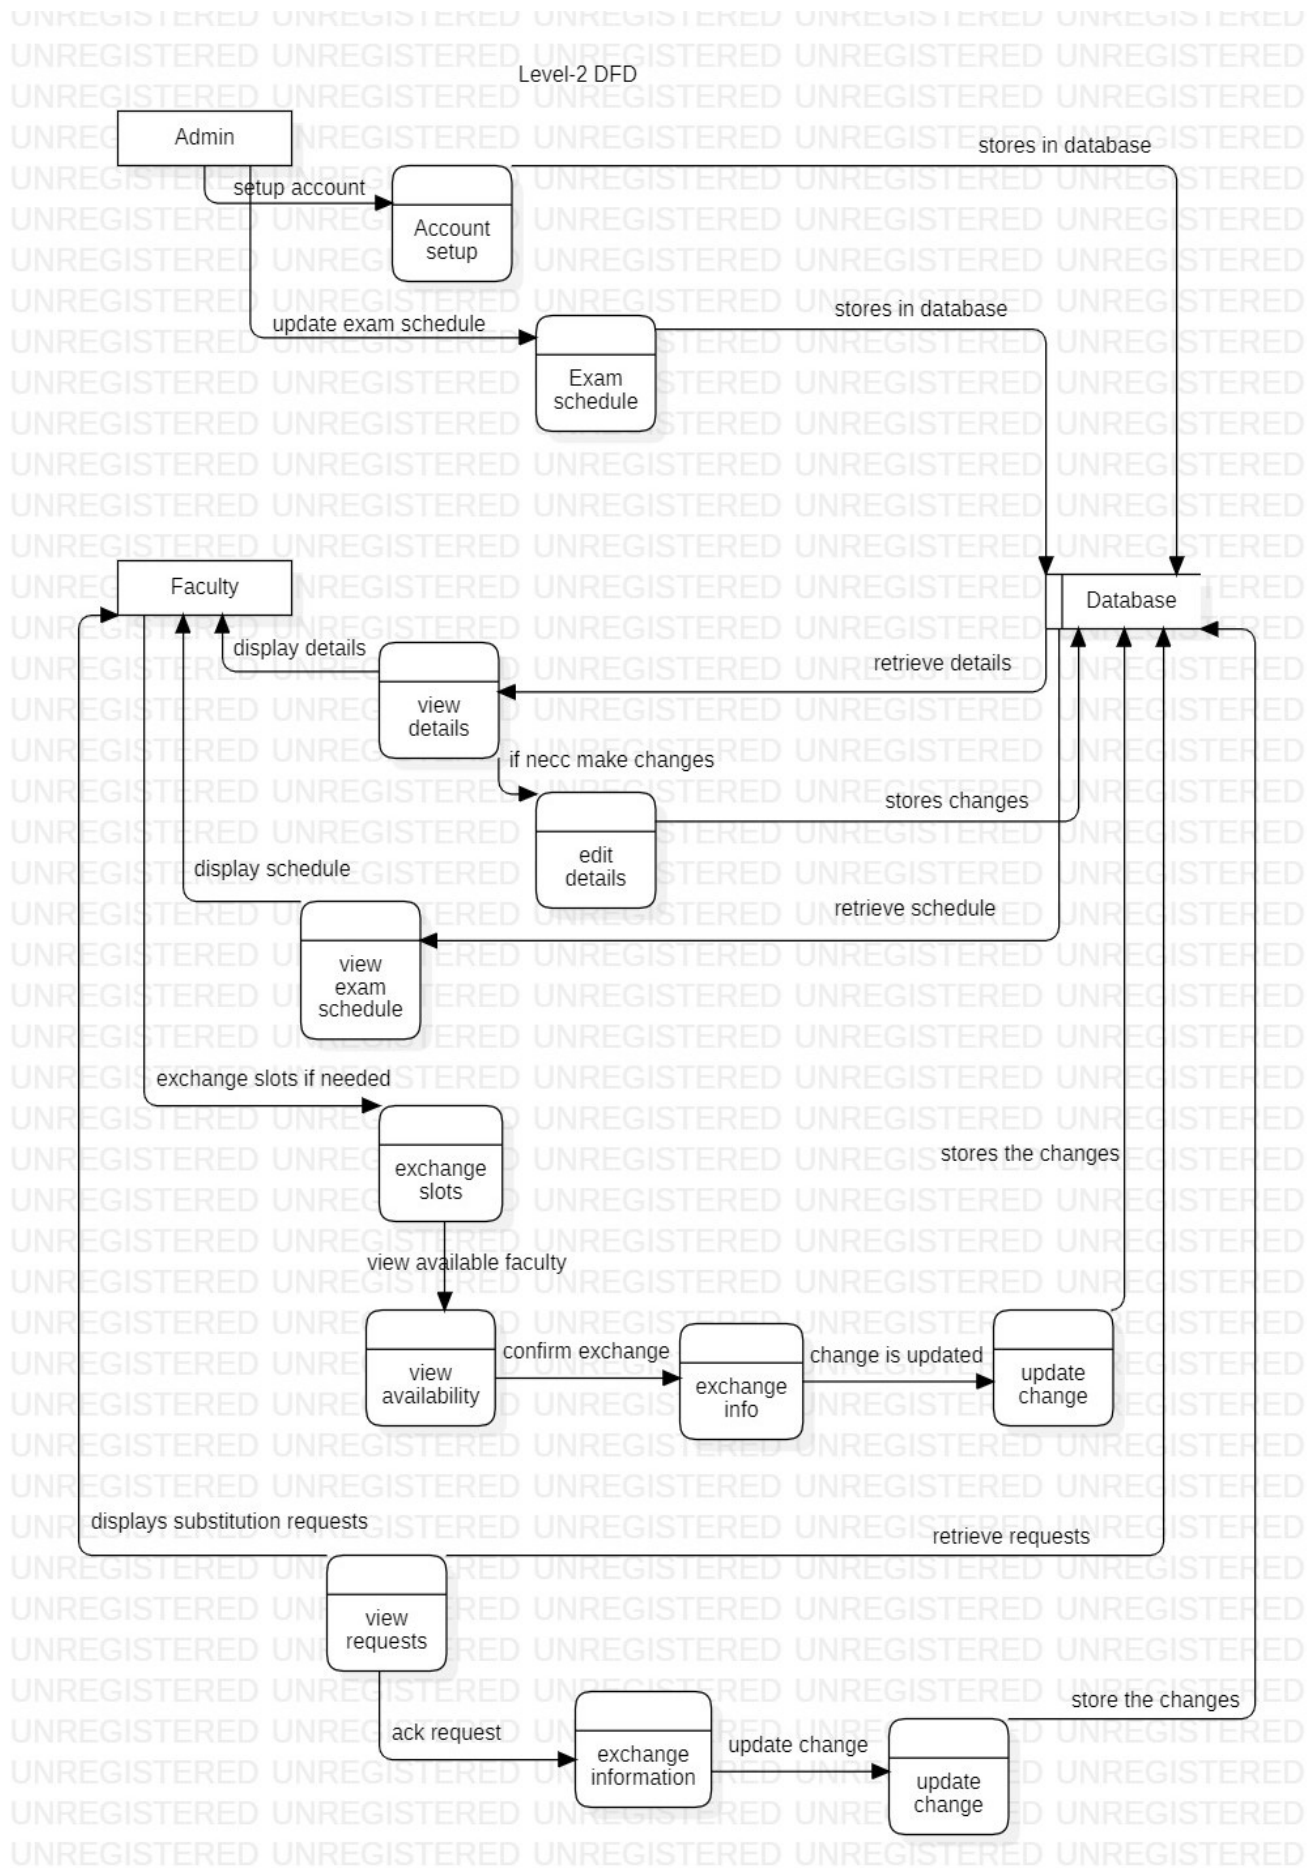 Level-2 DFD
Admin
stores in database
setup account
Account
setup
stores in database
update exam schedule
Exam
schedule
Faculty
Database
display details
retrieve details
view
details
if necc make changes
stores changes
edit
details
display schedule
retrieve schedule
view
exam
schedule
exchange slots if needed
exchange
slots
stores the changes
view available faculty
confirm exchange
change is updated
view
availability
exchange
info
update
change
displays substitution requests
retrieve requests
view
requests
store the changes
ack request
update change
exchange
information
update
change
UNREGISTERED